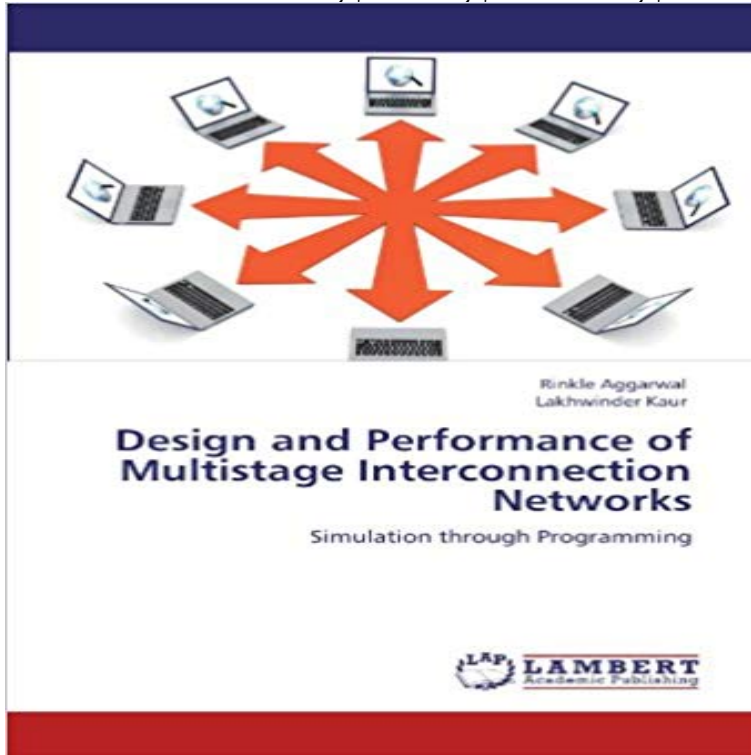 Rinkle Aggarwal
Lakhwinder Kaur
Design and Performance of
Multistage Interconnection
Networks
Simulation through Programming
LAP
LAMBERT
Academic Publishing